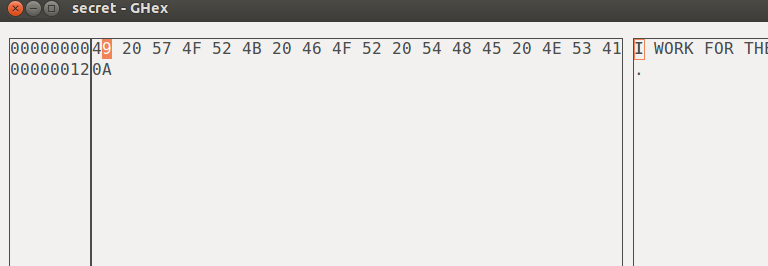 secret - GHex
00000000 49 20 57 4F 52 4B 20 46 4F 52 20 54 48 45 20 4E 53 41 I WORK FOR THE
00000012 0A .